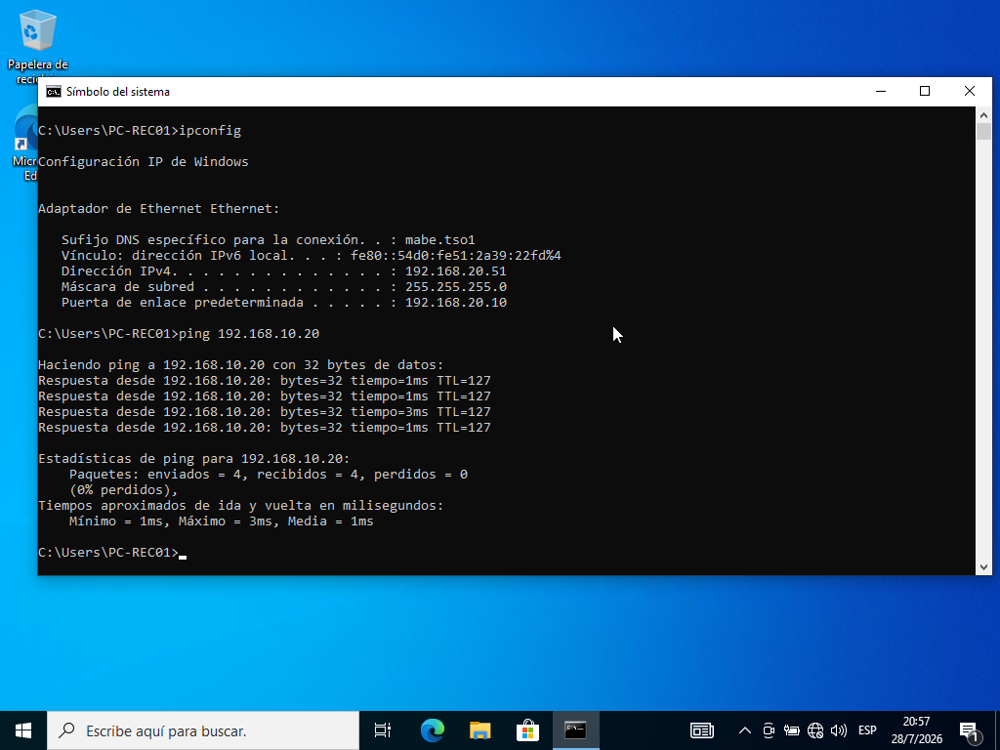 Papelera de
Símbolo del sistema
C:\Users\PC-REC01>ipconfig
Configuración IP de Windows
Adaptador de Ethernet Ethernet:
Sufijo DNS específico para la conexión. . : mabe.tso1
Vínculo: dirección IPv6 local. . . : fe80::54d0:fe51:2a39:22fd%4
Dirección IPv4. . . . . . . . . . . . . . : 192.168.20.51
Máscara de subred . . . . . . . . . . . . : 255.255.255.0
Puerta de enlace predeterminada . . . . . : 192.168.20.10
C:\Users\PC-REC01>ping 192.168.10.20
Haciendo ping a 192.168.10.20 con 32 bytes de datos:
Respuesta desde 192.168.10.20: bytes=32 tiempo=1ms TTL=127
Respuesta desde 192.168.10.20: bytes=32 tiempo=1ms TTL=127
Respuesta desde 192.168.10.20: bytes=32 tiempo=3ms TTL=127
Respuesta desde 192.168.10.20: bytes=32 tiempo=1ms TTL=127
Estadísticas de ping para 192.168.10.20:
Paquetes: enviados = 4, recibidos = 4, perdidos = 0
(0% perdidos),
Tiempos aproximados de ida y vuelta en milisegundos:
Mínimo = 1ms, Máximo = 3ms, Media = 1ms
C:\Users\PC-REC01>
Escribe aquí para buscar.
ESP
20:57
28/7/2026
1